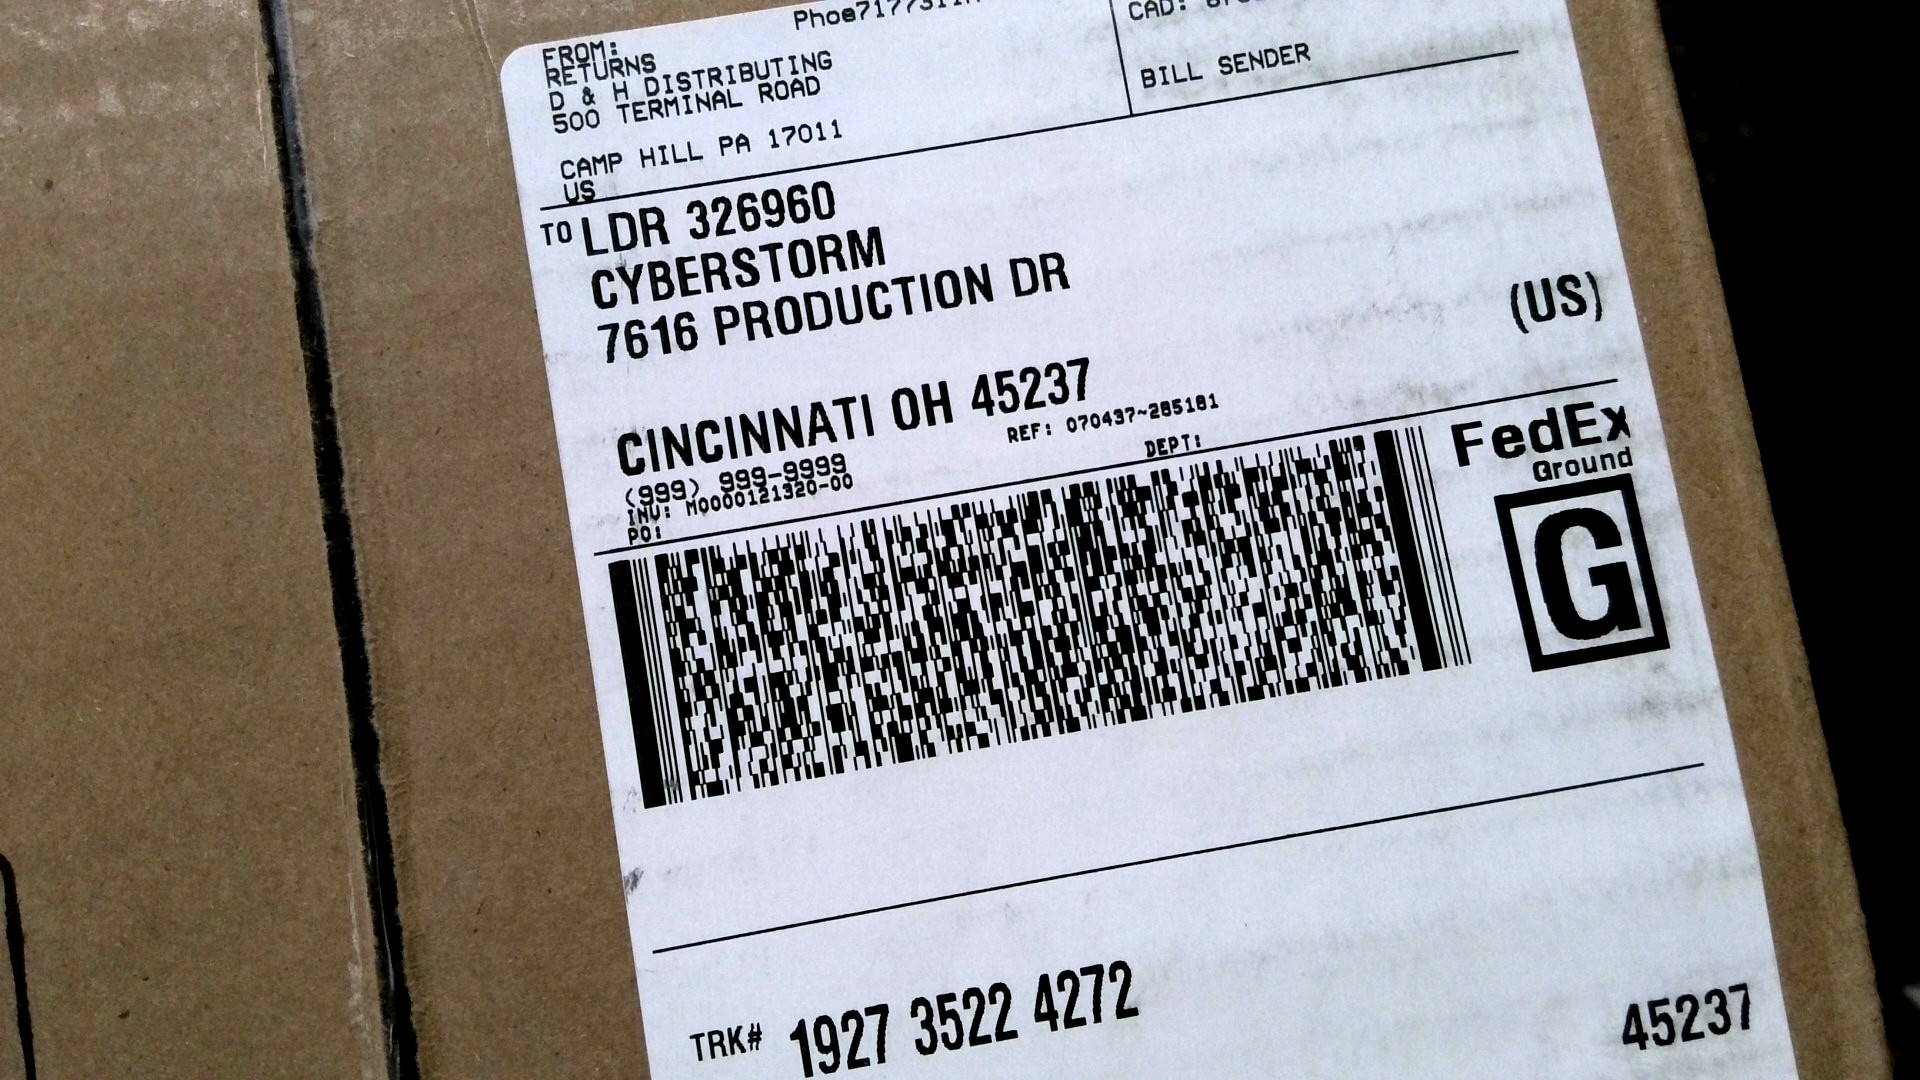 FROM:
RETURNS
D & H DISTRIBUTING
500 TERMINAL ROAD
CAMP HILL PA 17011
US
CAD:
BILL SENDER
TO LDR 326960
CYBERSTORM
7616 PRODUCTION DR
(US)
CINCINNATI OH 45237
(999) 999-9999
REF: 070437~285181
INV: M0000121320-00
PO:
DEPT:
FedEx
Ground
G
TRK# 1927 3522 4272
45237